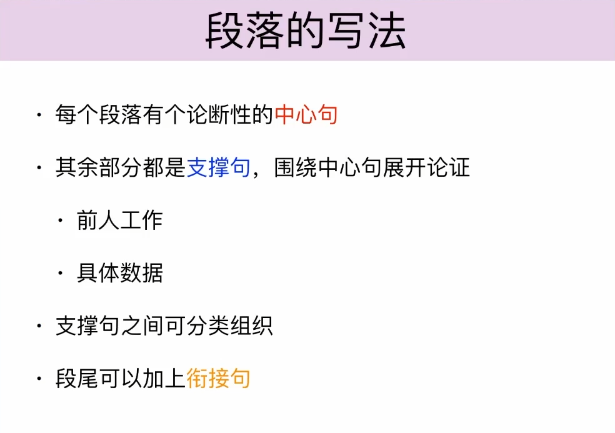 段落的写法
· 每个段落有个论断性的中心句
· 其余部分都是支撑句，围绕中心句展开论证
· 前人工作
· 具体数据
· 支撑句之间可分类组织
· 段尾可以加上衔接句